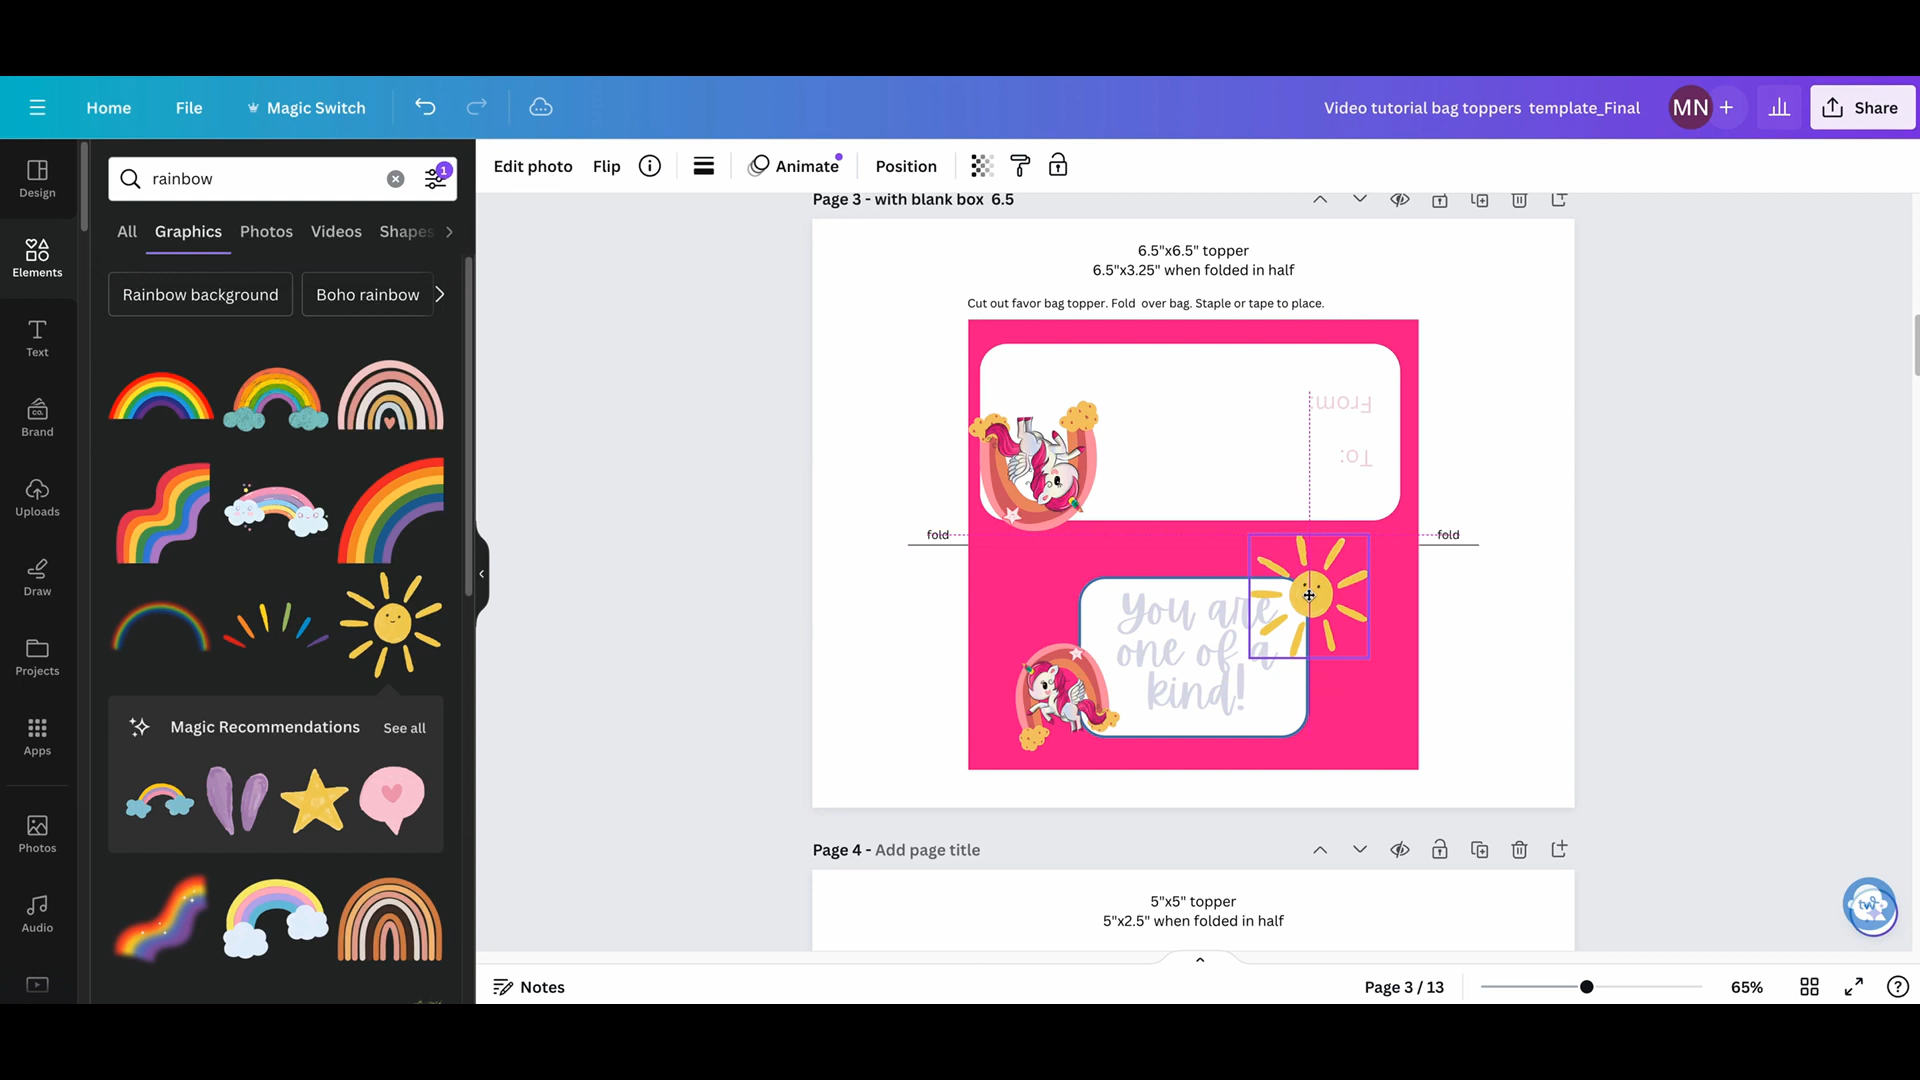 Home
File
Magic Switch
Video tutorial bag toppers template_Final
MN
Share
Design
Elements
Text
Brand
Uploads
Draw
Projects
Apps
Photos
Audio
rainbow
1
All
Graphics
Photos
Videos
Shapes
Rainbow background
Boho rainbow
Magic Recommendations
See all
Edit photo
Flip
Animate
Position
Page 3 - with blank box 6.5
6.5"x6.5" topper
6.5"x3.25" when folded in half
Cut out favor bag topper. Fold over bag. Staple or tape to place.
From:
To:
fold
fold
You are
one of a
kind!
Page 4 - Add page title
5"x5" topper
5"x2.5" when folded in half
Notes
Page 3 / 13
65%